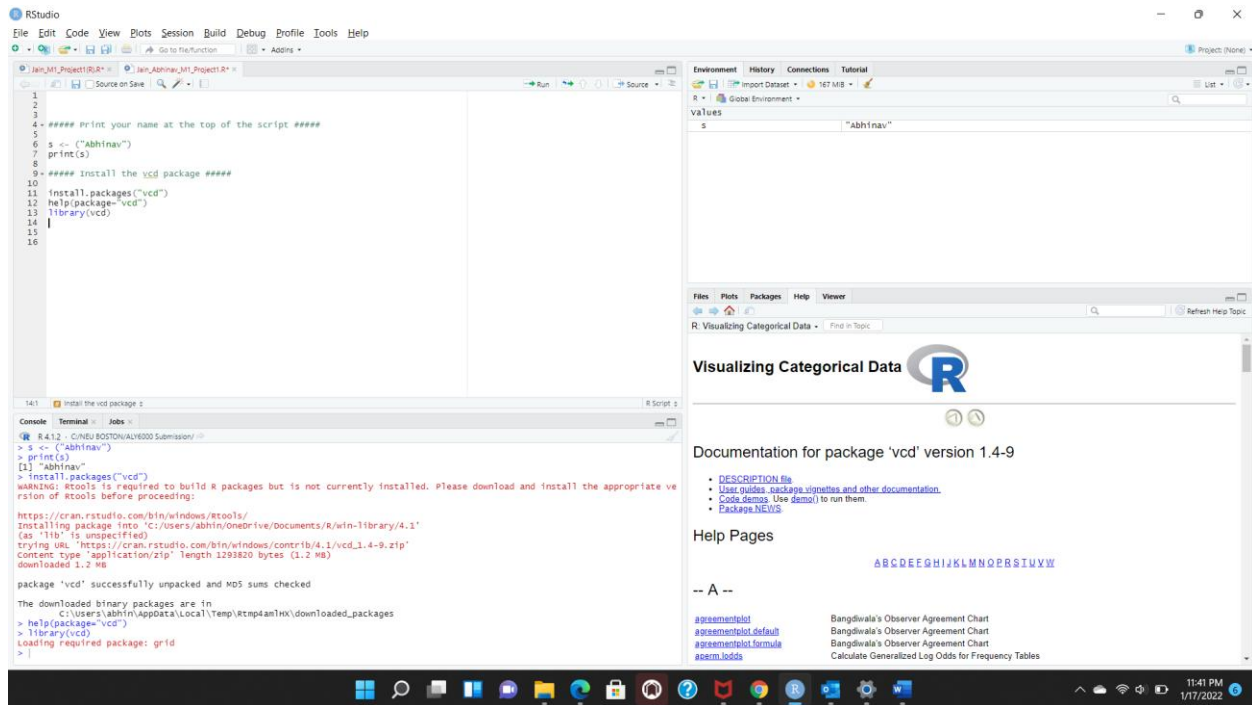 RStudio
File Edit Code View Plots Session Build Debug Profile Tools Help
Go to file/function Addins
Project: (None)
Jain_M1_Project1(R).R* Jain_Abhinav_M1_Project1.R*
Source on Save Run Source
1
2
3
4 ##### Print your name at the top of the script #####
5
6 s <- ("Abhinav")
7 print(s)
8
9 ##### Install the vcd package #####
10
11 install.packages("vcd")
12 help(package="vcd")
13 library(vcd)
14
15
16
14:1 Install the vcd package R Script
Console Terminal Jobs
R 4.1.2 · C:/NEU BOSTON/ALY6000 Submission/
> s <- ("Abhinav")
> print(s)
[1] "Abhinav"
> install.packages("vcd")
WARNING: Rtools is required to build R packages but is not currently installed. Please download and install the appropriate ve
rsion of Rtools before proceeding:
https://cran.rstudio.com/bin/windows/Rtools/
Installing package into ‘C:/Users/abhin/OneDrive/Documents/R/win-library/4.1’
(as ‘lib’ is unspecified)
trying URL 'https://cran.rstudio.com/bin/windows/contrib/4.1/vcd_1.4-9.zip'
Content type 'application/zip' length 1293820 bytes (1.2 MB)
downloaded 1.2 MB
package ‘vcd’ successfully unpacked and MD5 sums checked
The downloaded binary packages are in
C:\Users\abhin\AppData\Local\Temp\Rtmp4amlHX\downloaded_packages
> help(package="vcd")
> library(vcd)
Loading required package: grid
>
Environment History Connections Tutorial
Import Dataset 167 MiB List
R Global Environment
Values
s "Abhinav"
Files Plots Packages Help Viewer
Refresh Help Topic
R: Visualizing Categorical Data Find in Topic
Visualizing Categorical Data R
Documentation for package ‘vcd’ version 1.4-9
DESCRIPTION file.
User guides, package vignettes and other documentation.
Code demos. Use demo() to run them.
Package NEWS.
Help Pages
A B C D E F G H I J K L M N O P R S T U V W
-- A --
agreementplot Bangdiwala's Observer Agreement Chart
agreementplot.default Bangdiwala's Observer Agreement Chart
agreementplot.formula Bangdiwala's Observer Agreement Chart
aperm.lodds Calculate Generalized Log Odds for Frequency Tables
11:41 PM
1/17/2022 6